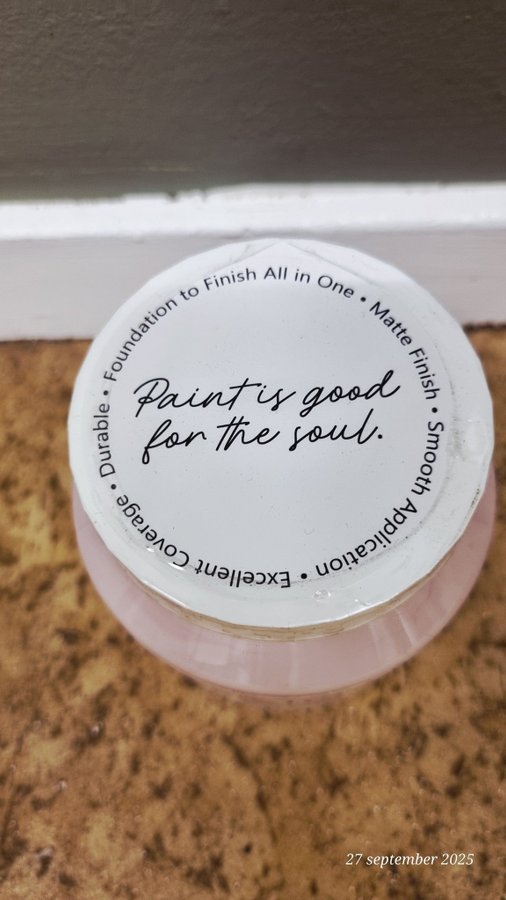 Foundation to Finish All in One • Matte Finish • Smooth Application • Excellent Coverage • Durable •
Paint is good
for the soul.
27 september 2025